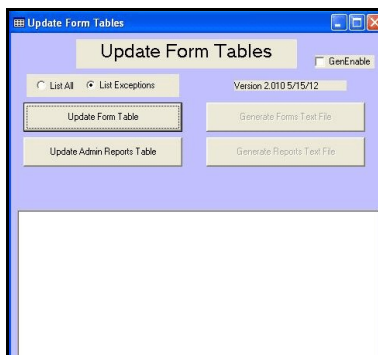 Update Form Tables
Update Form Tables
GenEnable
List All List Exceptions
Version 2.010 5/15/12
Update Form Table
Generate Forms Text File
Update Admin Reports Table
Generate Reports Text File